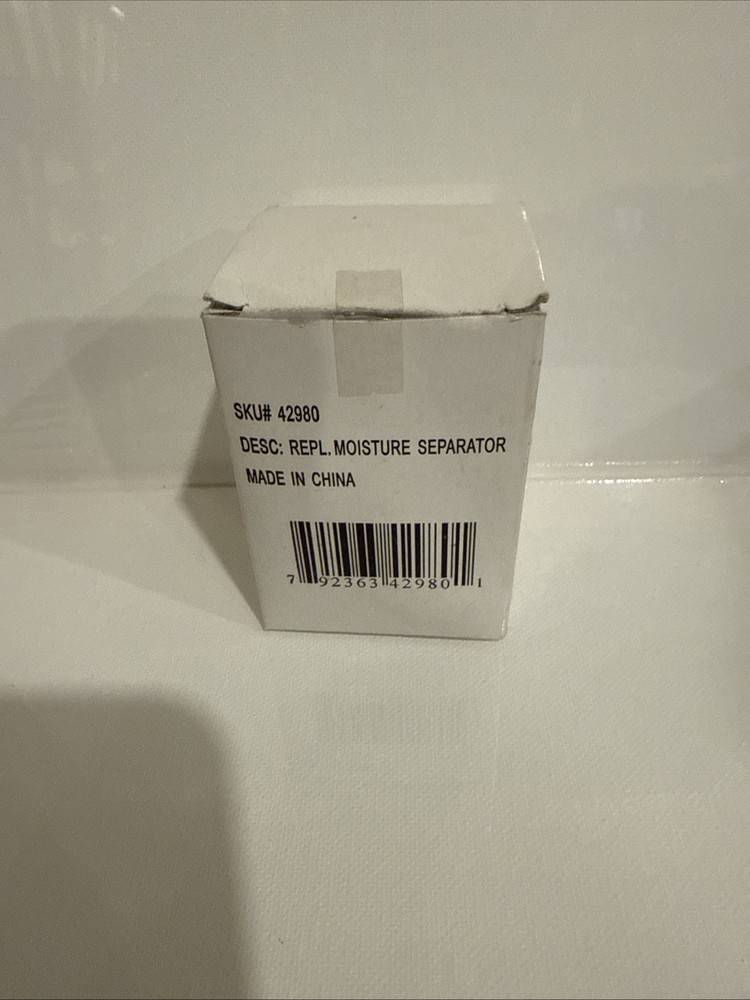 SKU# 42980
DESC: REPL. MOISTURE SEPARATOR
MADE IN CHINA
7 92363 42980 1